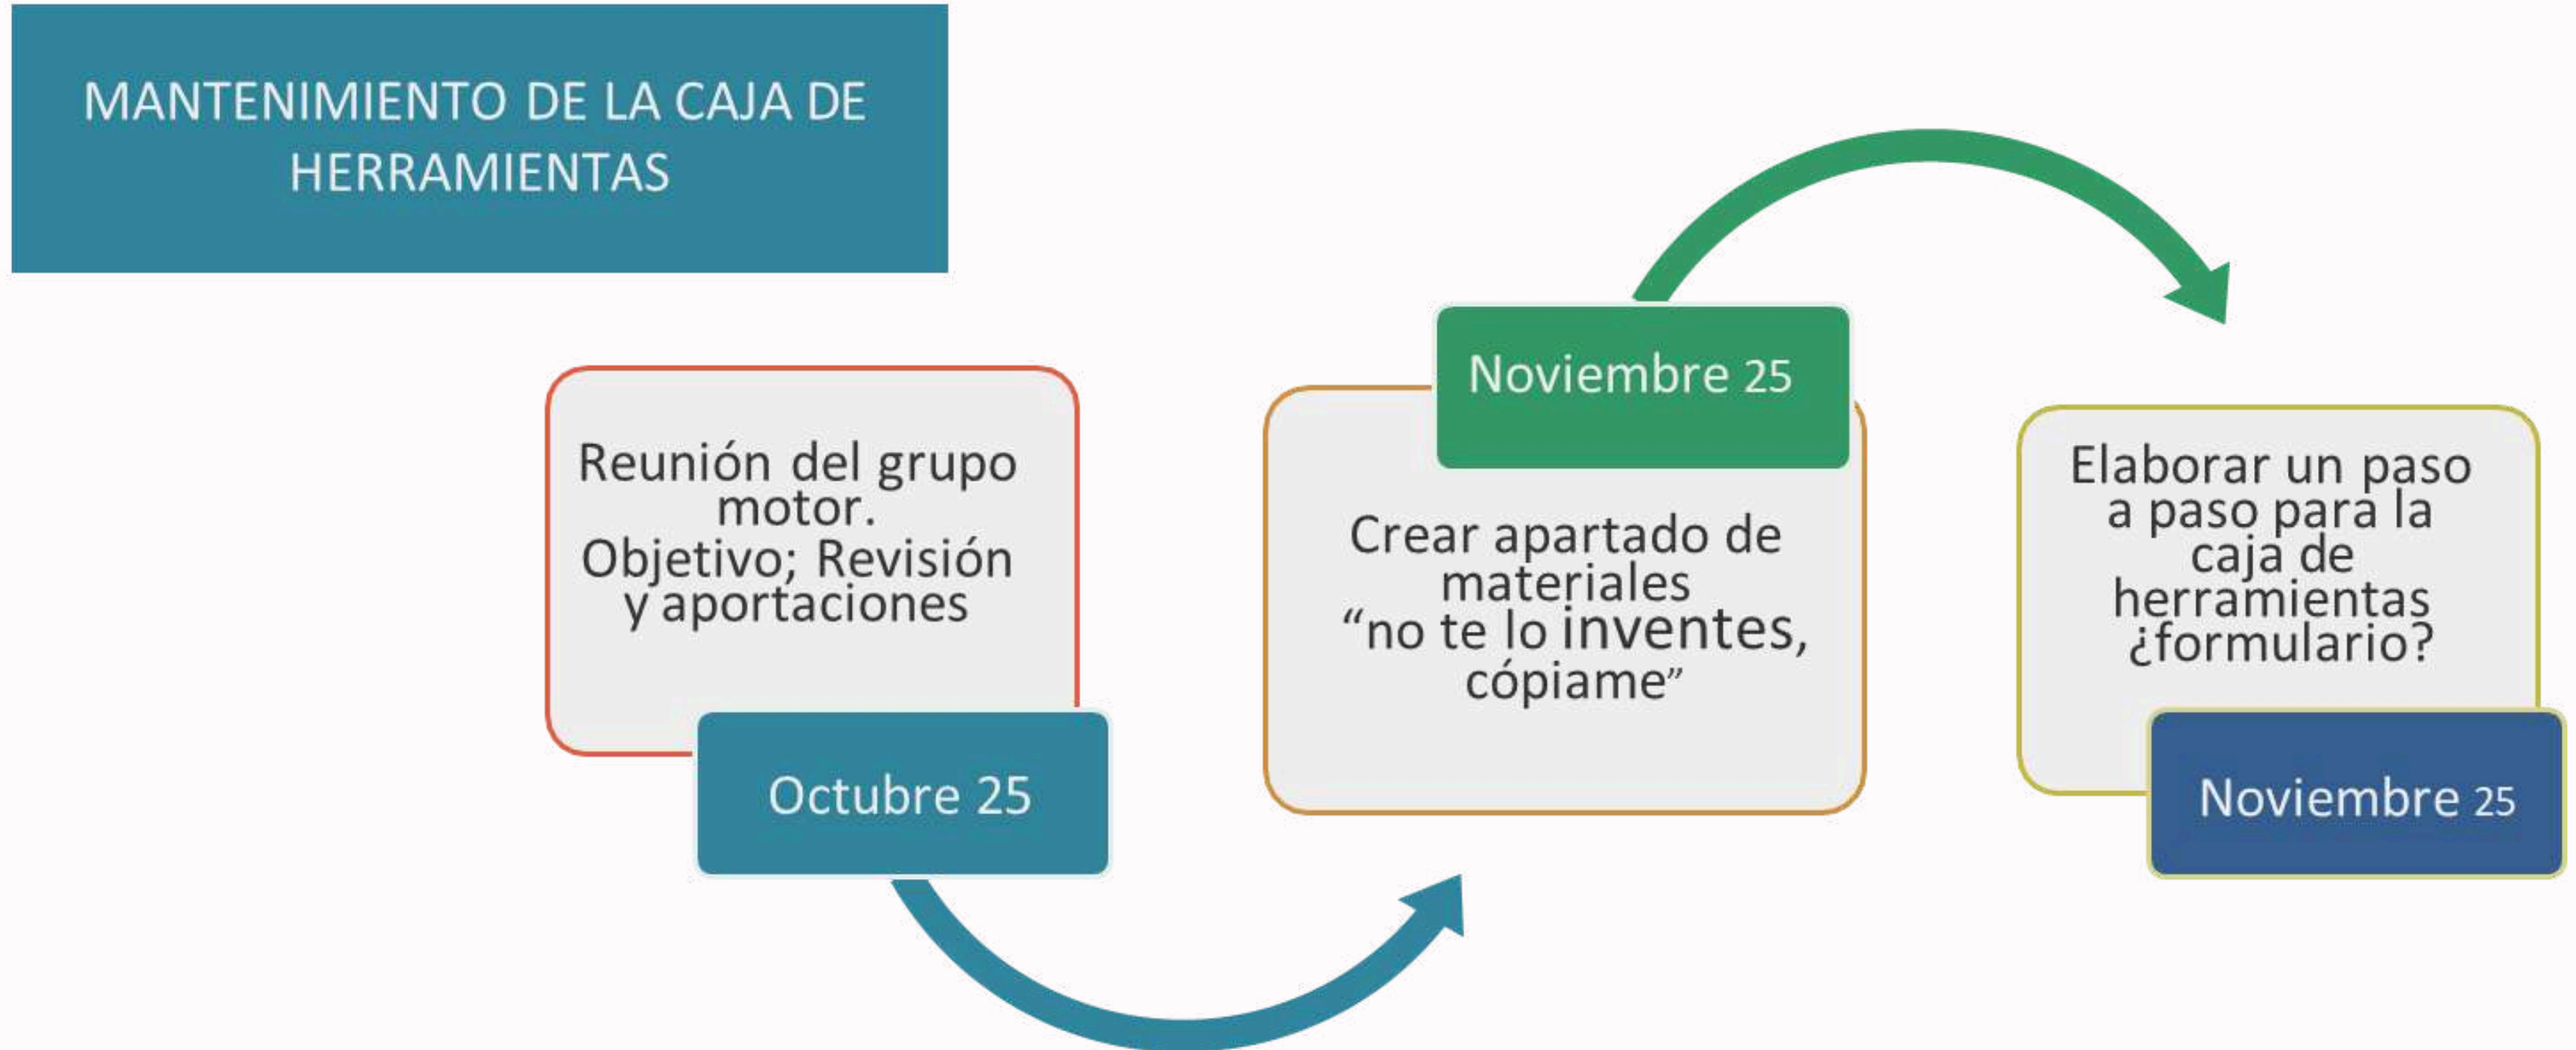 MANTENIMIENTO DE LA CAJA DE
HERRAMIENTAS
Reunión del grupo
motor.
Objetivo; Revisión
y aportaciones
Octubre 25
Noviembre 25
Crear apartado de
materiales
“no te lo inventes,
cópiame”
Elaborar un paso
a paso para la
caja de
herramientas
¿formulario?
Noviembre 25